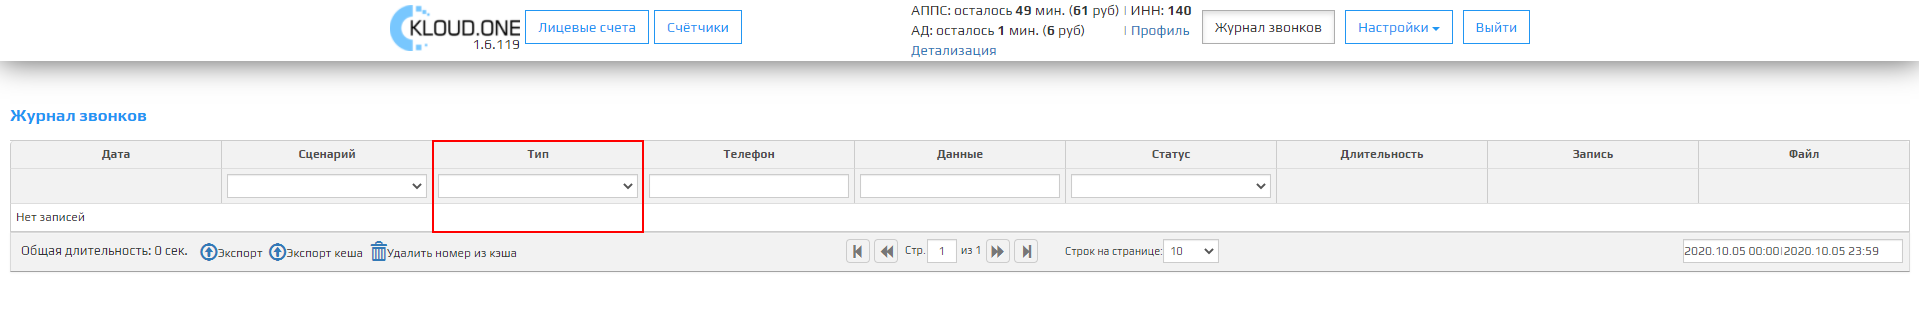 KLOUD.ONE
1.6.119
Лицевые счета
Счётчики
АППС: осталось 49 мин. (61 руб) | ИНН: 140
АД: осталось 1 мин. (6 руб) | Профиль
Детализация
Журнал звонков
Настройки
Выйти
Журнал звонков
Дата Сценарий Тип Телефон Данные Статус Длительность Запись Файл
Нет записей
Общая длительность: 0 сек. Экспорт Экспорт кеша Удалить номер из кэша Стр. 1 из 1 Строк на странице: 10 2020.10.05 00:00|2020.10.05 23:59